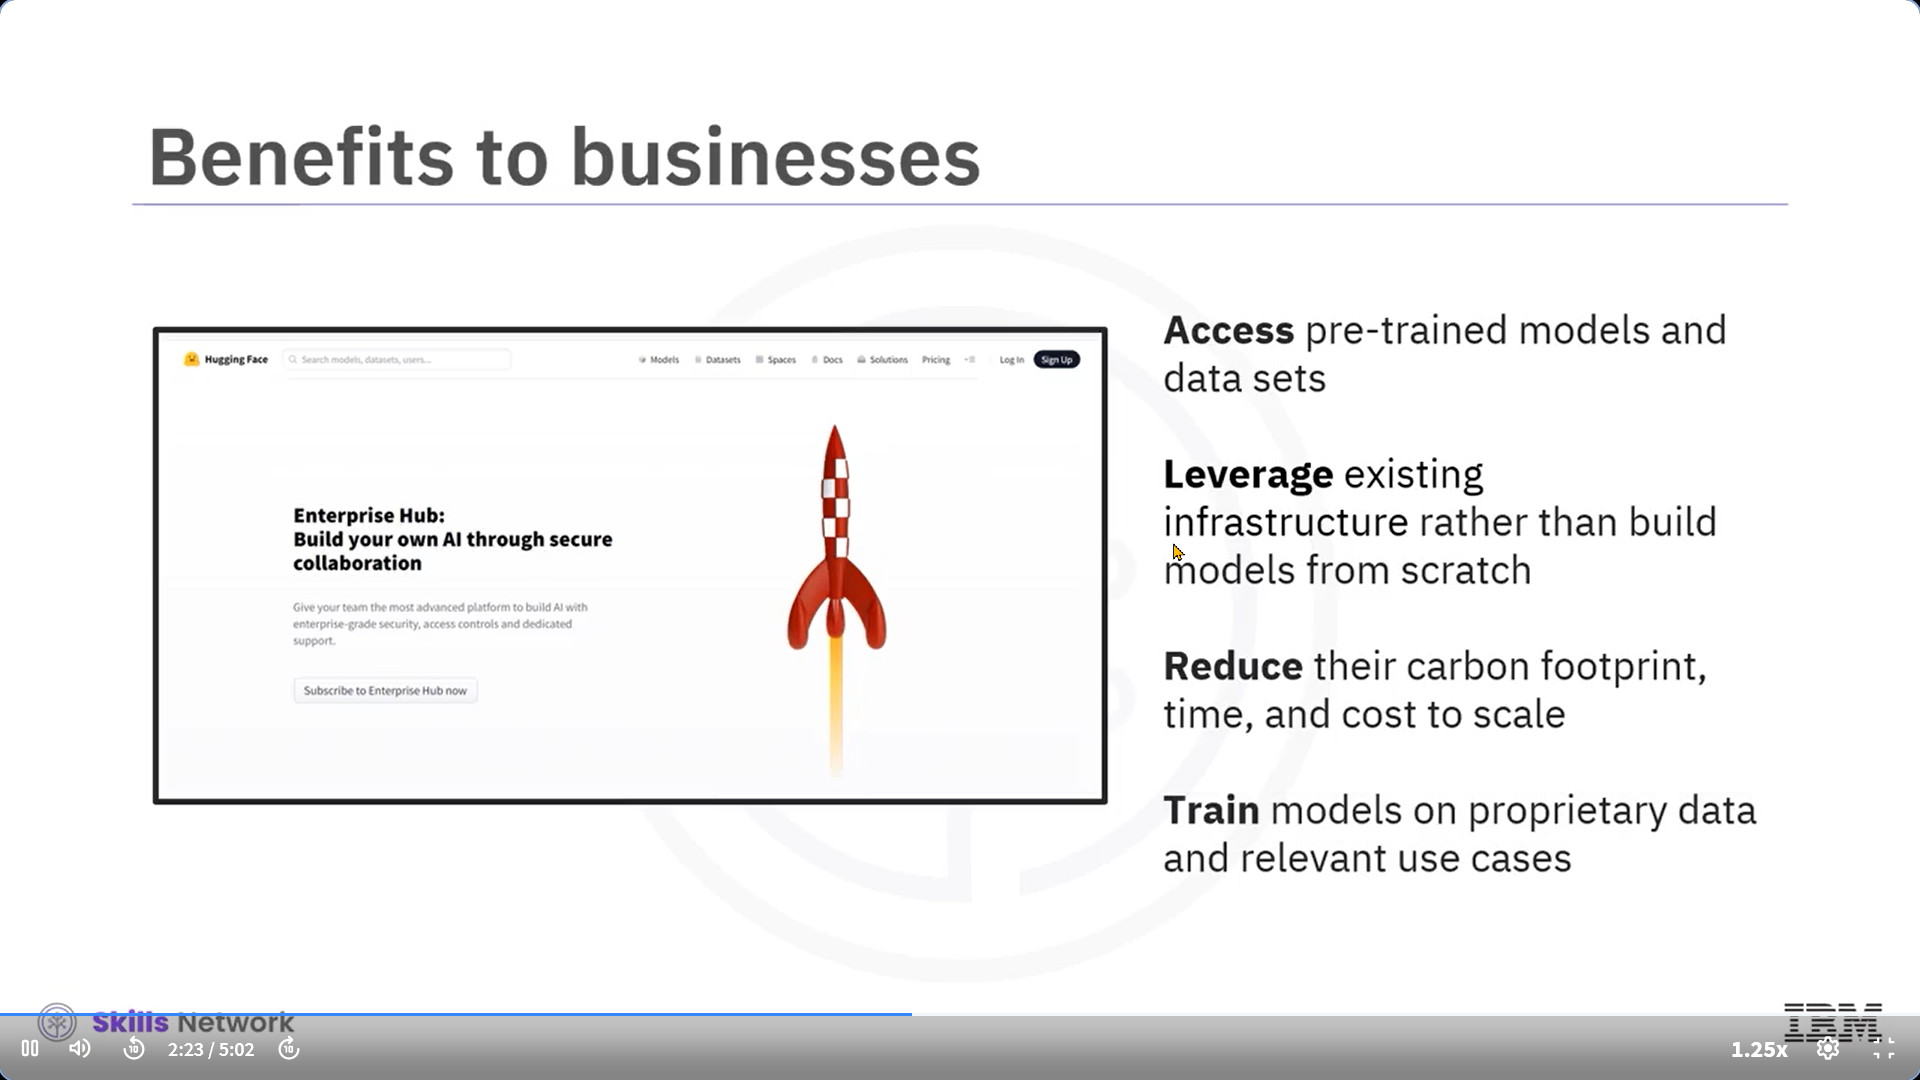 Benefits to businesses
Hugging Face
Search models, datasets, users...
Models
Datasets
Spaces
Docs
Solutions
Pricing
Log In
Sign Up
Enterprise Hub:
Build your own AI through secure
collaboration
Give your team the most advanced platform to build AI with
enterprise-grade security, access controls and dedicated
support.
Subscribe to Enterprise Hub now
Access pre-trained models and
data sets
Leverage existing
infrastructure rather than build
models from scratch
Reduce their carbon footprint,
time, and cost to scale
Train models on proprietary data
and relevant use cases
Skills Network
IBM
10
2:23 / 5:02
10
1.25x